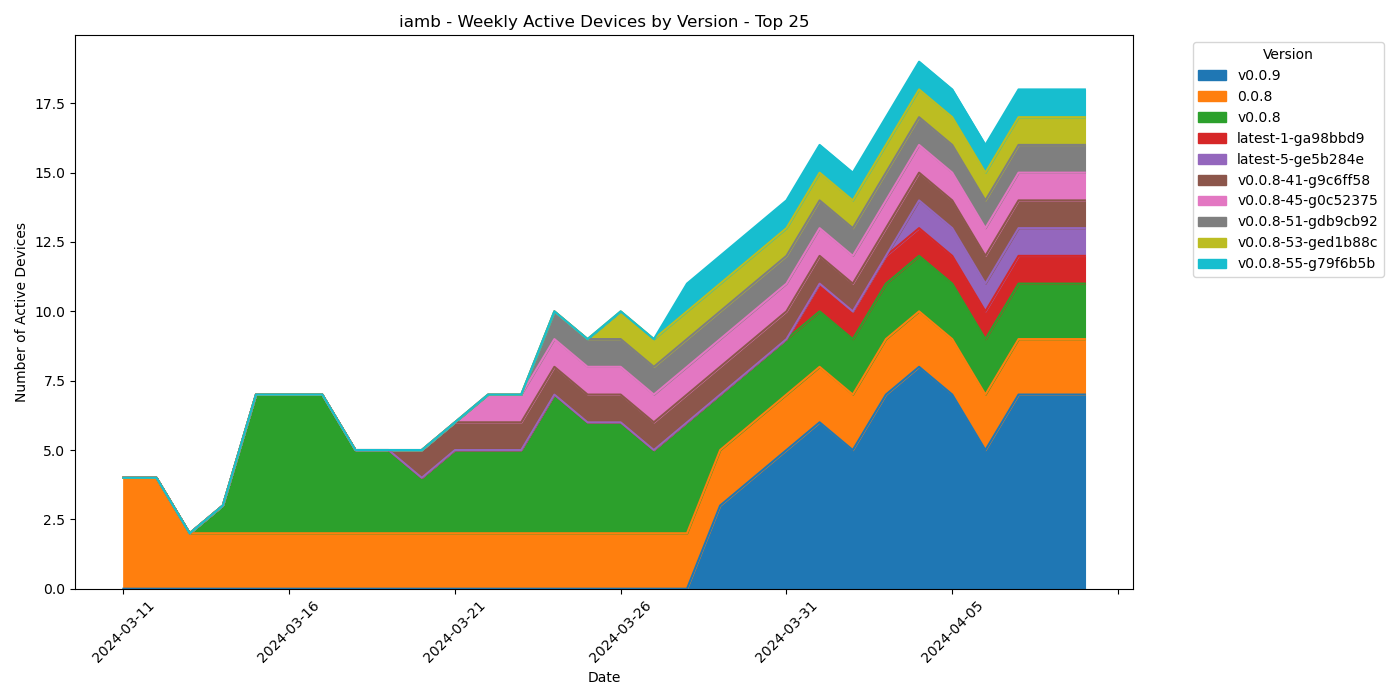 iamb - Weekly Active Devices by Version - Top 25
Number of Active Devices
17.5
15.0
12.5
10.0
7.5
5.0
2.5
0.0
2024-03-11
2024-03-16
2024-03-21
2024-03-26
2024-03-31
2024-04-05
Date
Version
v0.0.9
0.0.8
v0.0.8
latest-1-ga98bbd9
latest-5-ge5b284e
v0.0.8-41-g9c6ff58
v0.0.8-45-g0c52375
v0.0.8-51-gdb9cb92
v0.0.8-53-ged1b88c
v0.0.8-55-g79f6b5b